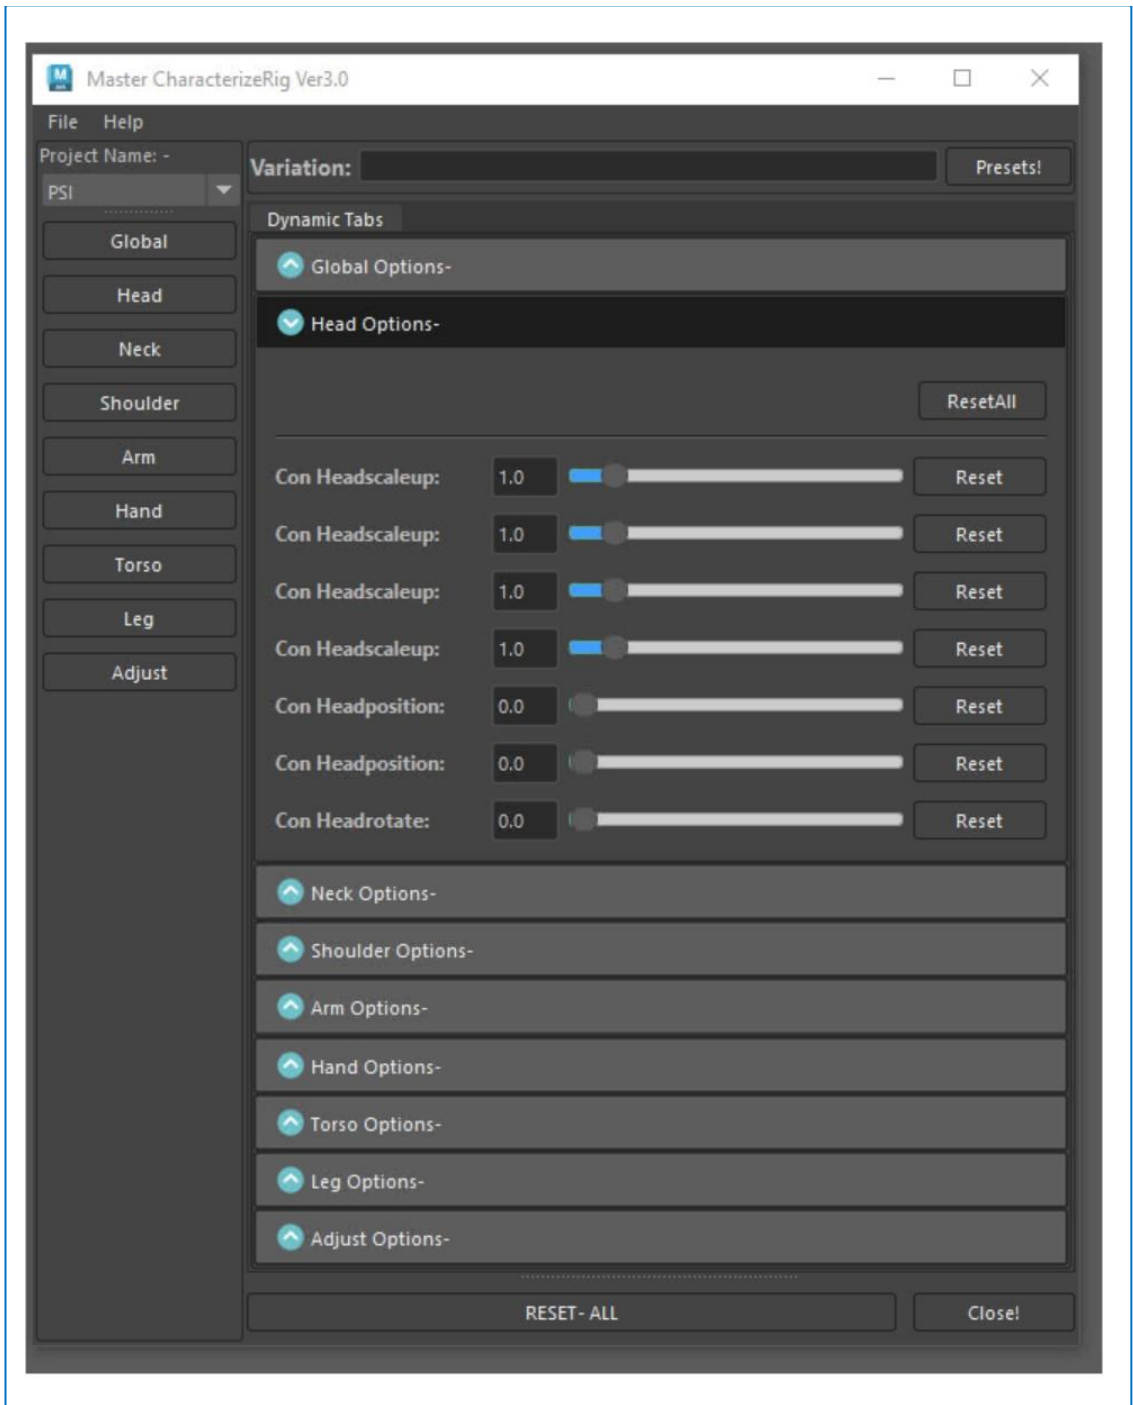 Master CharacterizeRig Ver3.0
File Help
Project Name: -
PSI
Global
Head
Neck
Shoulder
Arm
Hand
Torso
Leg
Adjust
Variation: Presets!
Dynamic Tabs
Global Options-
Head Options-
ResetAll
Con Headscaleup: 1.0 Reset
Con Headscaleup: 1.0 Reset
Con Headscaleup: 1.0 Reset
Con Headscaleup: 1.0 Reset
Con Headposition: 0.0 Reset
Con Headposition: 0.0 Reset
Con Headrotate: 0.0 Reset
Neck Options-
Shoulder Options-
Arm Options-
Hand Options-
Torso Options-
Leg Options-
Adjust Options-
RESET- ALL Close!